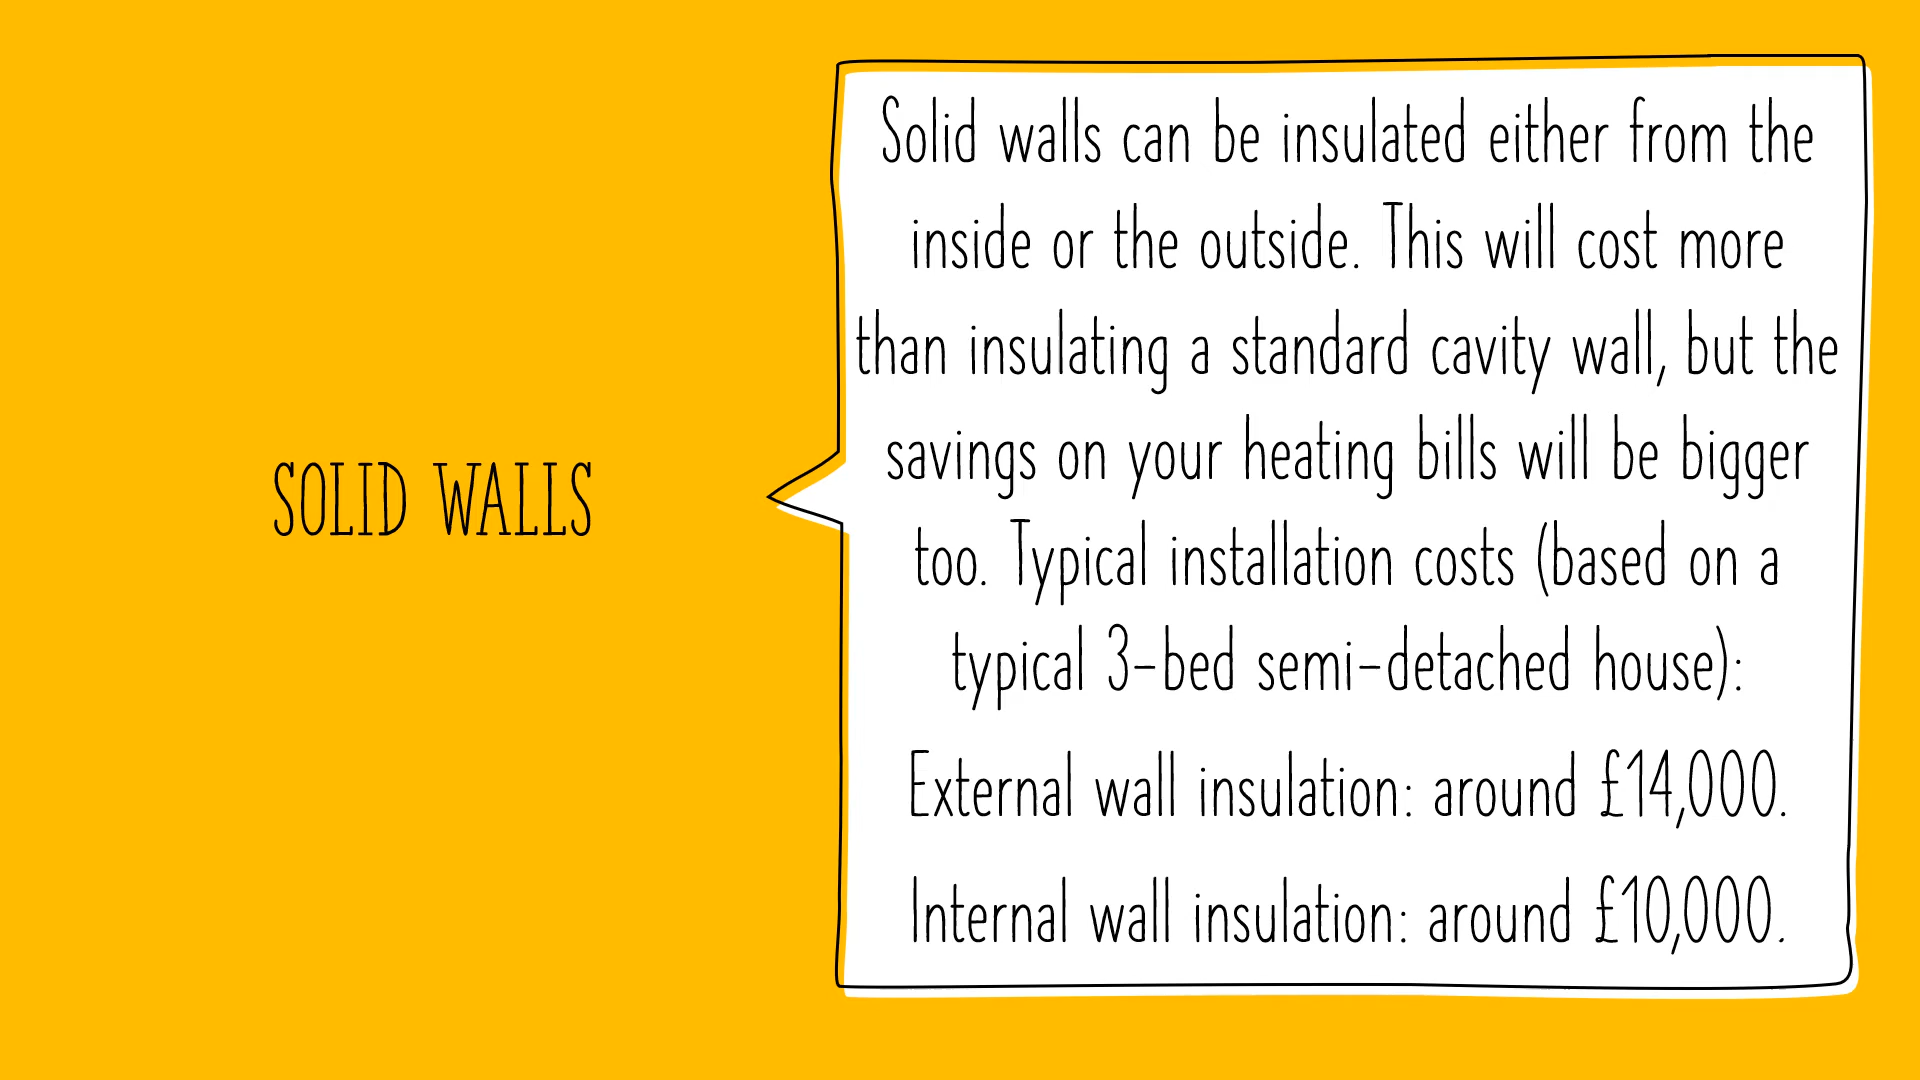 SOLID WALLS
Solid walls can be insulated either from the
inside or the outside. This will cost more
than insulating a standard cavity wall, but the
savings on your heating bills will be bigger
too. Typical installation costs (based on a
typical 3-bed semi-detached house):
External wall insulation: around £14,000.
Internal wall insulation: around £10,000.